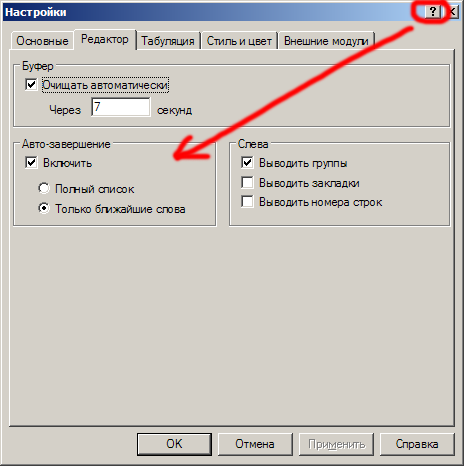 Настройки
?
Основные Редактор Табуляция Стиль и цвет Внешние модули
Буфер
Очищать автоматически
Через 7 секунд
Авто-завершение
Включить
Полный список
Только ближайшие слова
Слева
Выводить группы
Выводить закладки
Выводить номера строк
OK Отмена Применить Справка